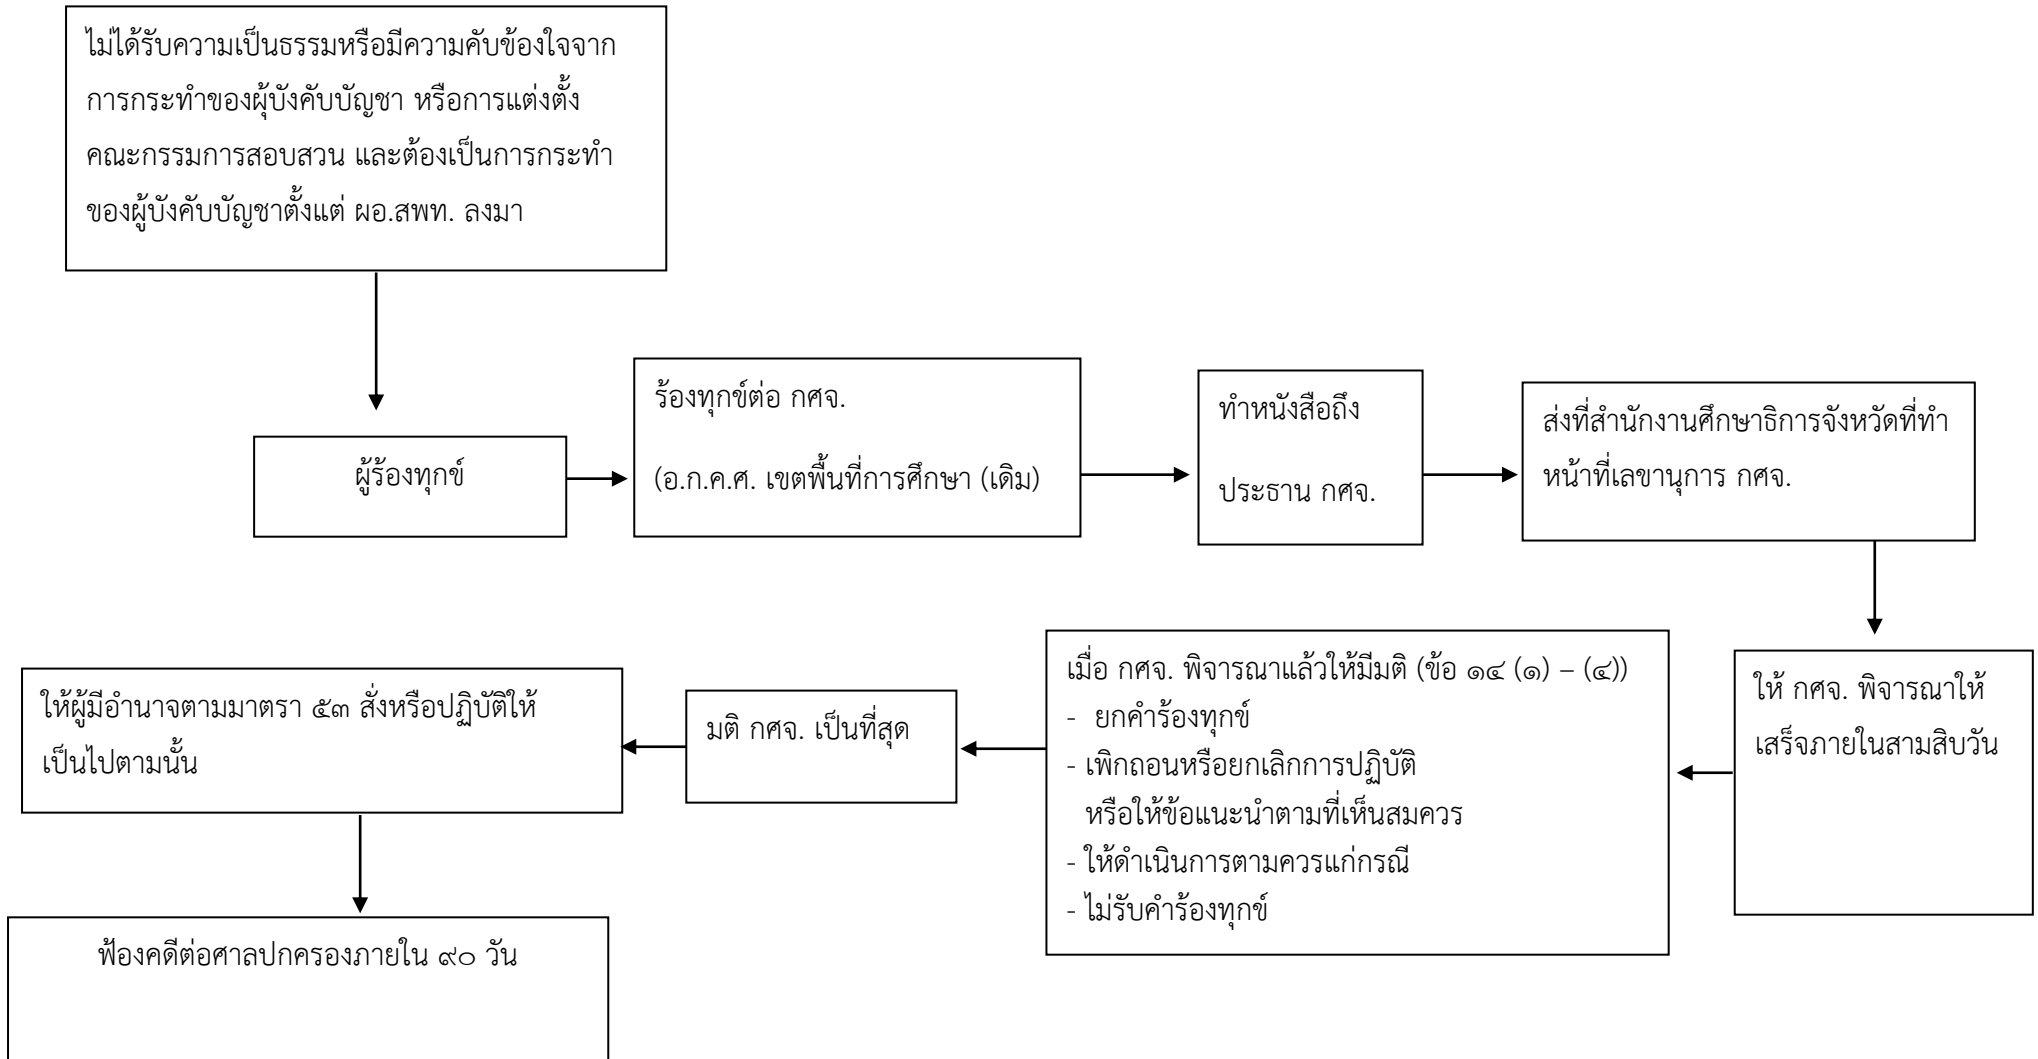 ไม่ได้รับความเป็นธรรมหรือมีความคับข้องใจจาก
การกระทำของผู้บังคับบัญชา หรือการแต่งตั้ง
คณะกรรมการสอบสวน และต้องเป็นการกระทำ
ของผู้บังคับบัญชาตั้งแต่ ผอ.สพท. ลงมา
ผู้ร้องทุกข์
ร้องทุกข์ต่อ กศจ.
(อ.ก.ค.ศ. เขตพื้นที่การศึกษา (เดิม)
ทำหนังสือถึง
ประธาน กศจ.
ส่งที่สำนักงานศึกษาธิการจังหวัดที่ทำ
หน้าที่เลขานุการ กศจ.
ให้ กศจ. พิจารณาให้
เสร็จภายในสามสิบวัน
เมื่อ กศจ. พิจารณาแล้วให้มีมติ (ข้อ ๑๔ (๑) – (๔))
- ยกคำร้องทุกข์
- เพิกถอนหรือยกเลิกการปฏิบัติ
หรือให้ข้อแนะนำตามที่เห็นสมควร
- ให้ดำเนินการตามควรแก่กรณี
- ไม่รับคำร้องทุกข์
มติ กศจ. เป็นที่สุด
ให้ผู้มีอำนาจตามมาตรา ๕๓ สั่งหรือปฏิบัติให้
เป็นไปตามนั้น
ฟ้องคดีต่อศาลปกครองภายใน ๙๐ วัน